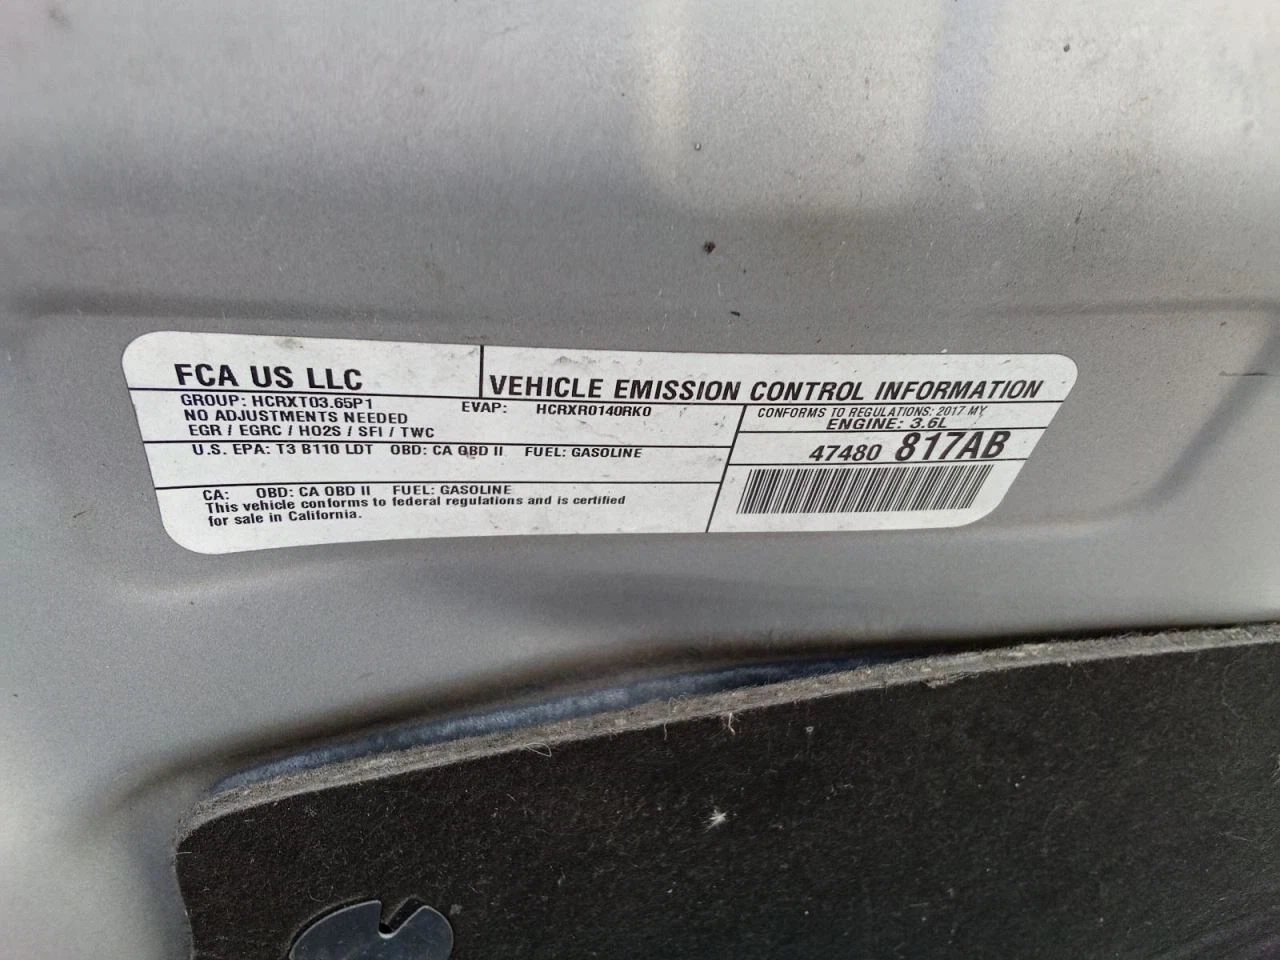 FCA US LLC
VEHICLE EMISSION CONTROL INFORMATION
GROUP: HCRXT03.65P1
EVAP: HCRXR0140RK0
NO ADJUSTMENTS NEEDED
EGR / EGRC / HO2S / SFI / TWC
CONFORMS TO REGULATIONS: 2017 MY
ENGINE: 3.6L
U.S. EPA: T3 B110 LDT OBD: CA OBD II FUEL: GASOLINE
47480 817AB
CA: OBD: CA OBD II FUEL: GASOLINE
This vehicle conforms to federal regulations and is certified
for sale in California.